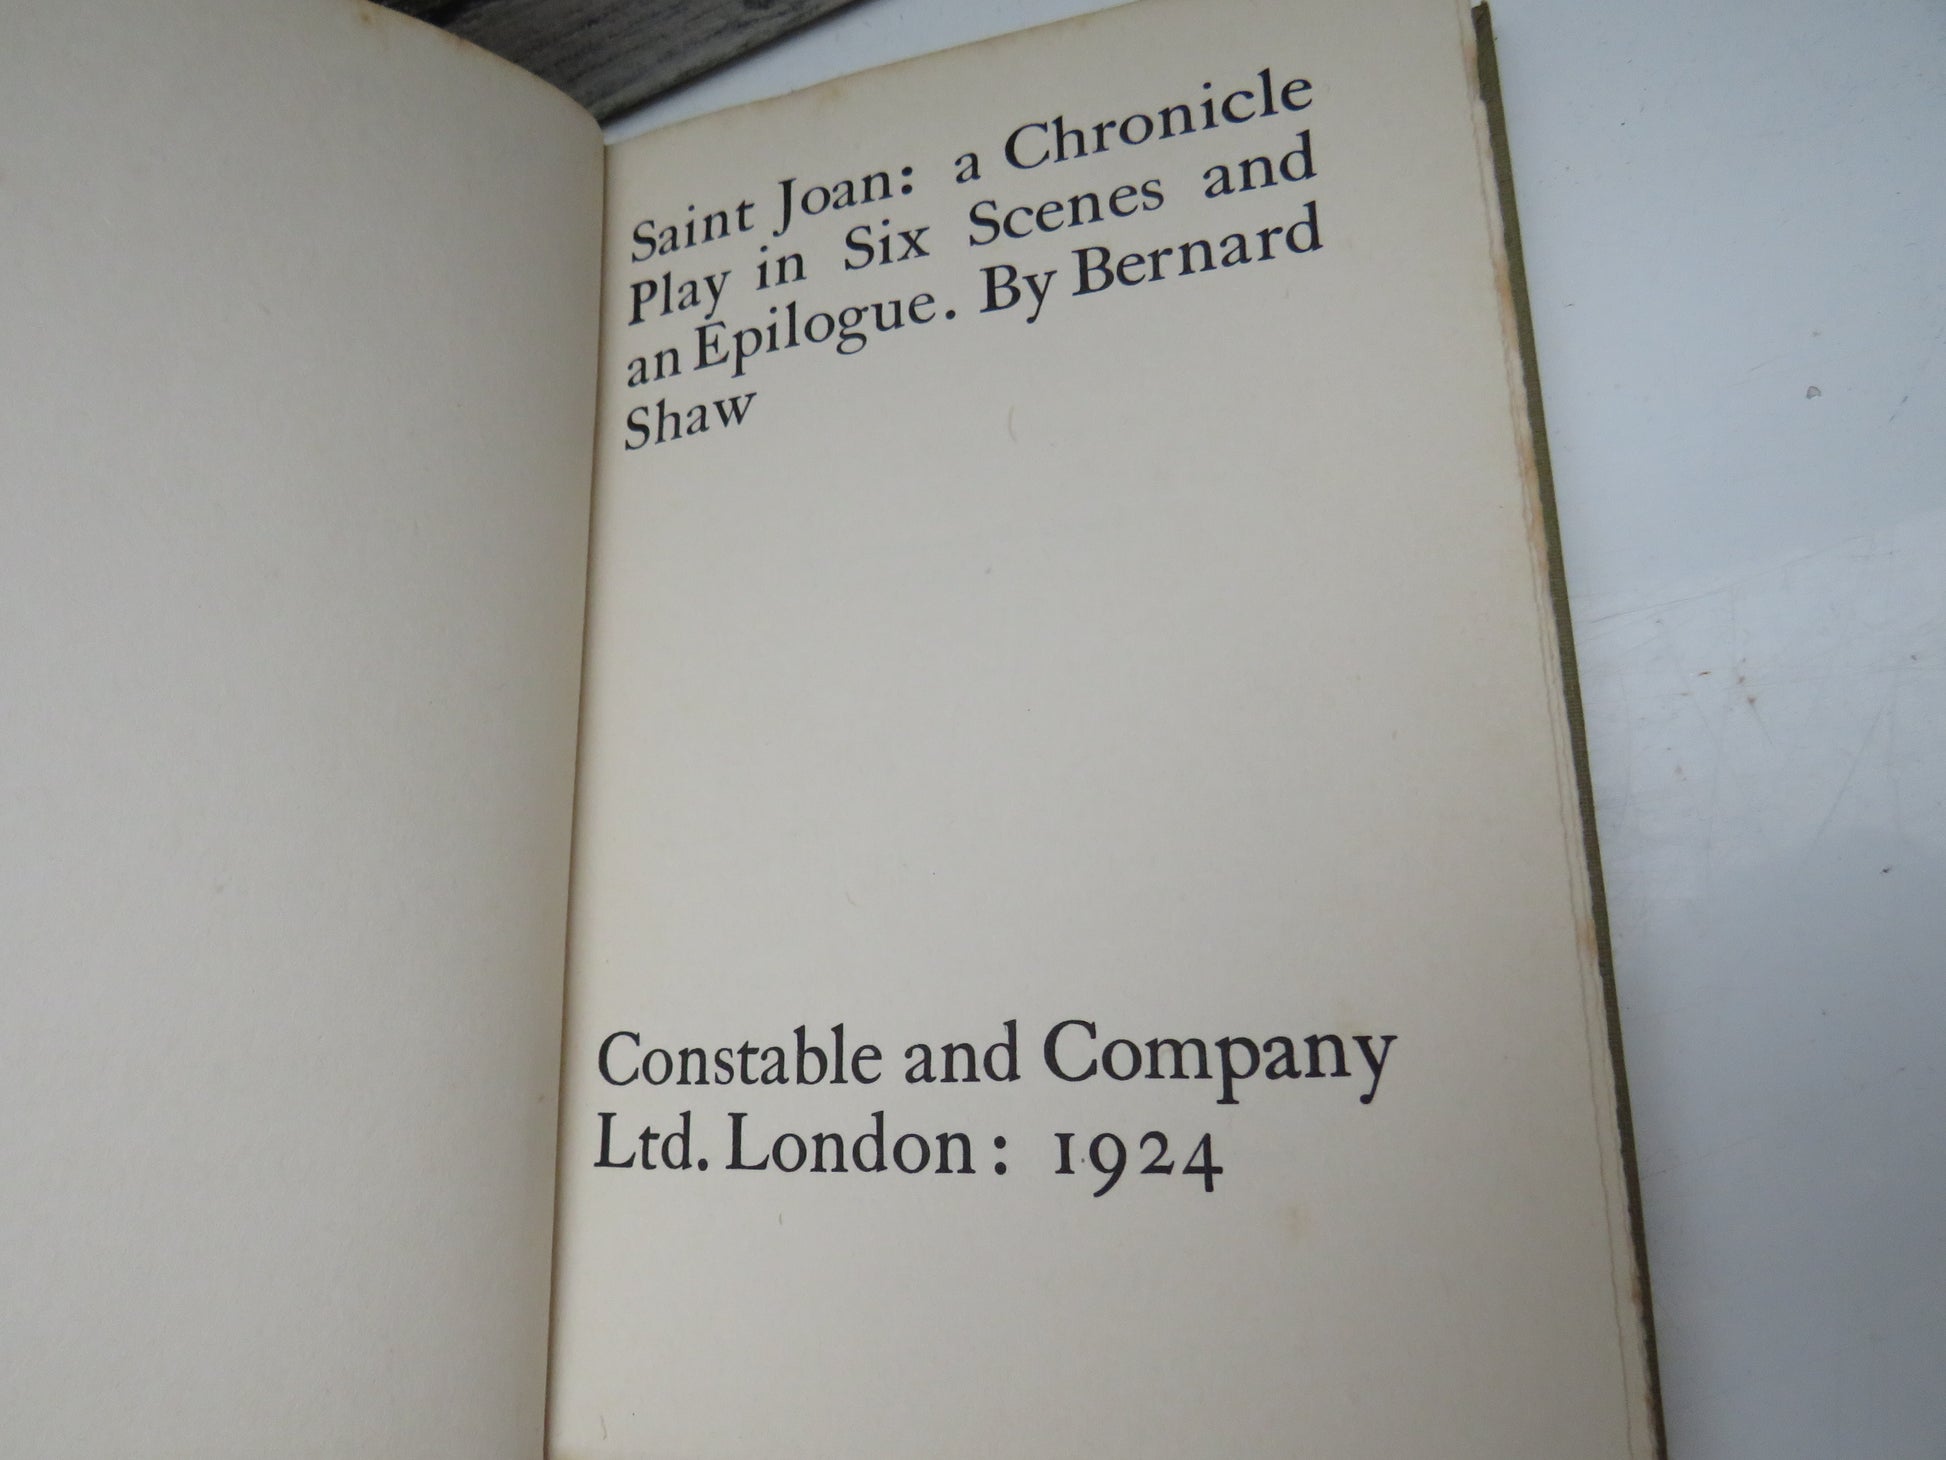 Saint Joan: a Chronicle
Play in Six Scenes and
an Epilogue. By Bernard
Shaw
Constable and Company
Ltd. London: 1924